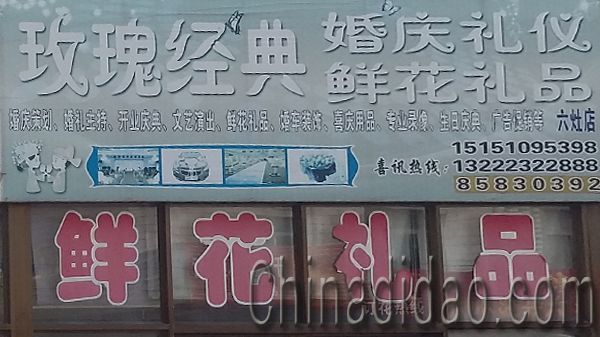 玫瑰经典 婚庆礼仪
鲜花礼品
婚庆策划、婚礼主持、开业庆典、文艺演出、鲜花礼品、婚车装饰、喜庆用品、专业录像、生日庆典、广告促销等 六灶店
喜讯热线:
15151095398
13222322888
85830392
鲜花礼品
Chinaqidao.com